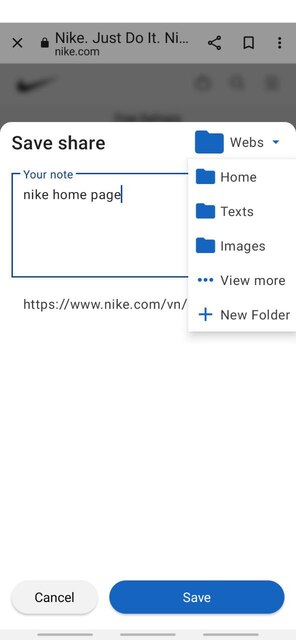 Nike. Just Do It. Ni...
nike.com
Save share
Webs
Your note
nike home page
Home
Texts
Images
View more
New Folder
https://www.nike.com/vn/
Cancel
Save